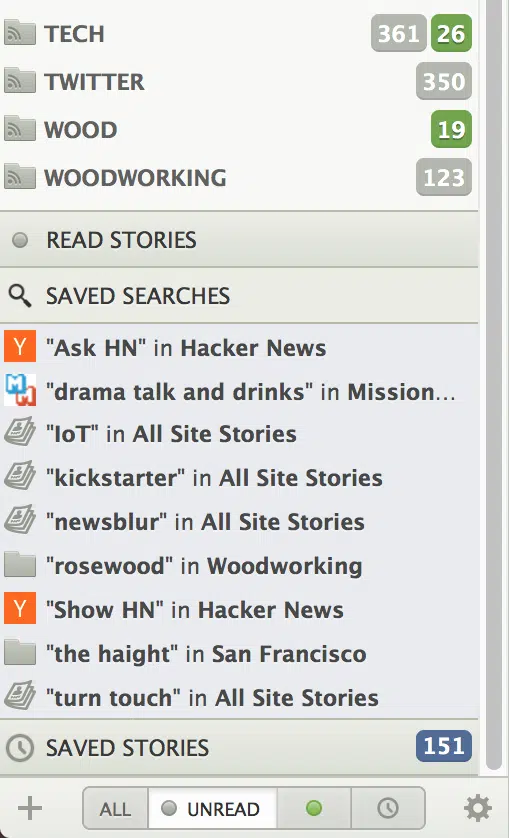 TECH 361 26
TWITTER 350
WOOD 19
WOODWORKING 123
READ STORIES
SAVED SEARCHES
Y "Ask HN" in Hacker News
"drama talk and drinks" in Mission...
"IoT" in All Site Stories
"kickstarter" in All Site Stories
"newsblur" in All Site Stories
"rosewood" in Woodworking
Y "Show HN" in Hacker News
"the haight" in San Francisco
"turn touch" in All Site Stories
SAVED STORIES 151
ALL UNREAD